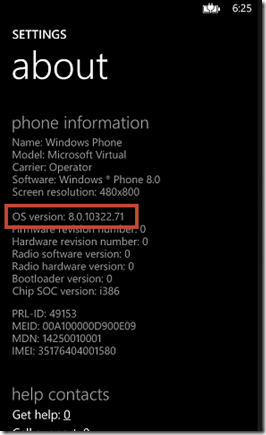 6:25
SETTINGS
about
phone information
Name: Windows Phone
Model: Microsoft Virtual
Carrier: Operator
Software: Windows ® Phone 8.0
Screen resolution: 480x800
OS version: 8.0.10322.71
Firmware revision number: 0
Hardware revision number: 0
Radio software version: 0
Radio hardware version: 0
Bootloader version: 0
Chip SOC version: i386
PRL-ID: 49153
MEID: 00A100000D900E09
MDN: 14250010001
IMEI: 35176404001580
help contacts
Get help: 0